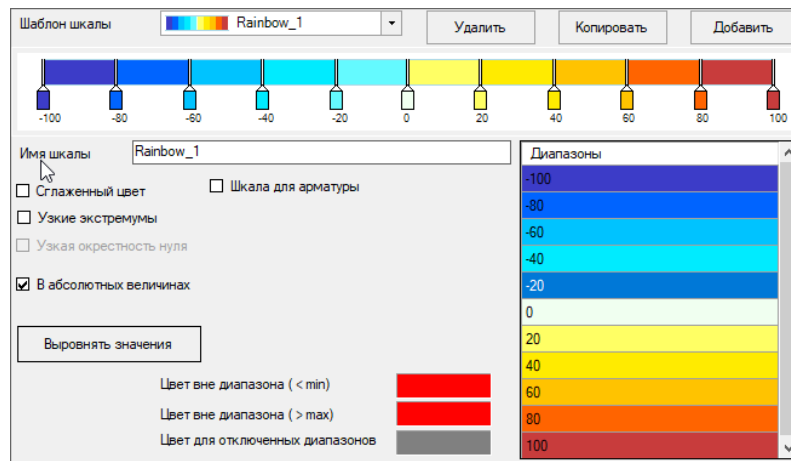 Шаблон шкалы Rainbow_1 Удалить Копировать Добавить
-100 -80 -60 -40 -20 0 20 40 60 80 100
Имя шкалы Rainbow_1
Сглаженный цвет Шкала для арматуры
Узкие экстремумы
Узкая окрестность нуля
В абсолютных величинах
Выровнять значения
Цвет вне диапазона ( < min)
Цвет вне диапазона ( > max)
Цвет для отключенных диапазонов
Диапазоны
-100
-80
-60
-40
-20
0
20
40
60
80
100